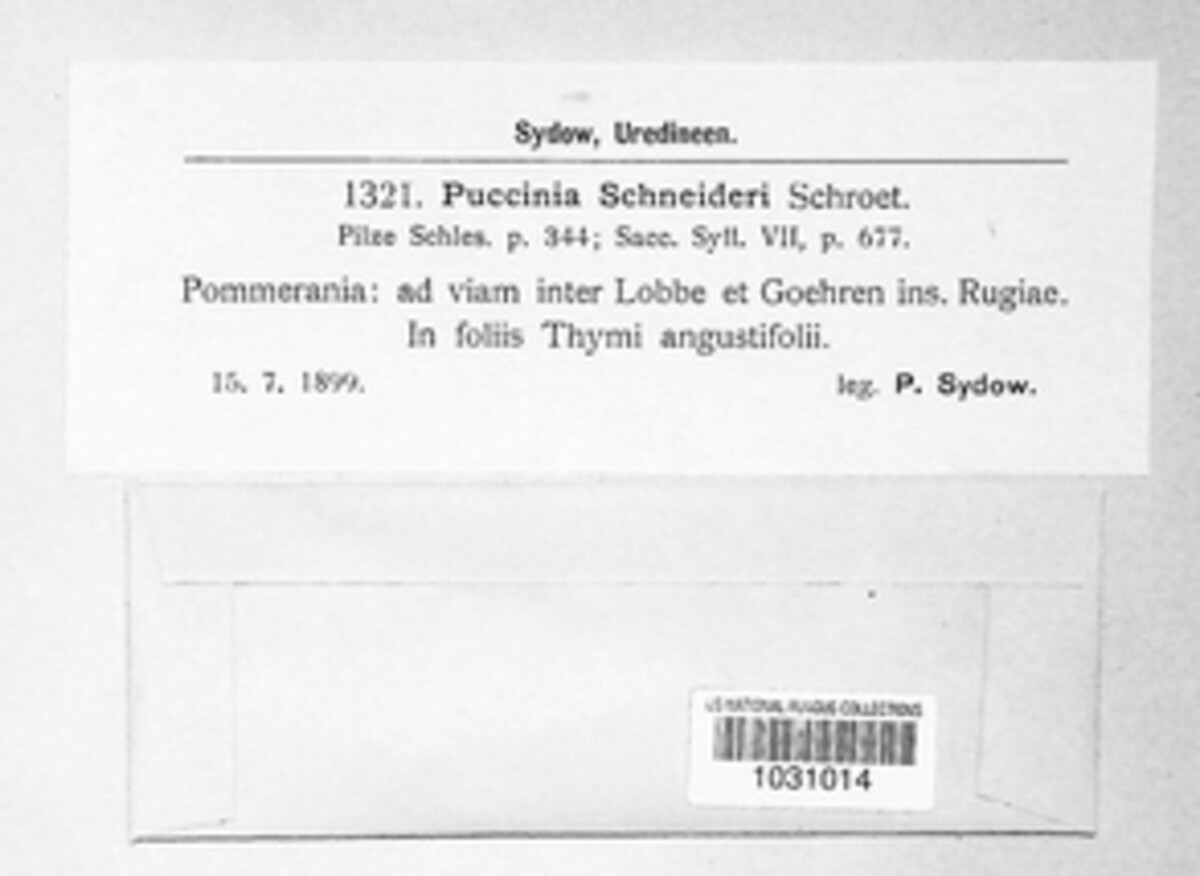 Sydow, Uredineen.
1321. Puccinia Schneideri Schroet.
Pilze Schles. p. 344; Sacc. Syll. VII, p. 677.
Pommerania: ad viam inter Lobbe et Goehren ins. Rugiae.
In foliis Thymi angustifolii.
15. 7. 1899.
leg. P. Sydow.
US NATIONAL FUNGUS COLLECTIONS
1031014